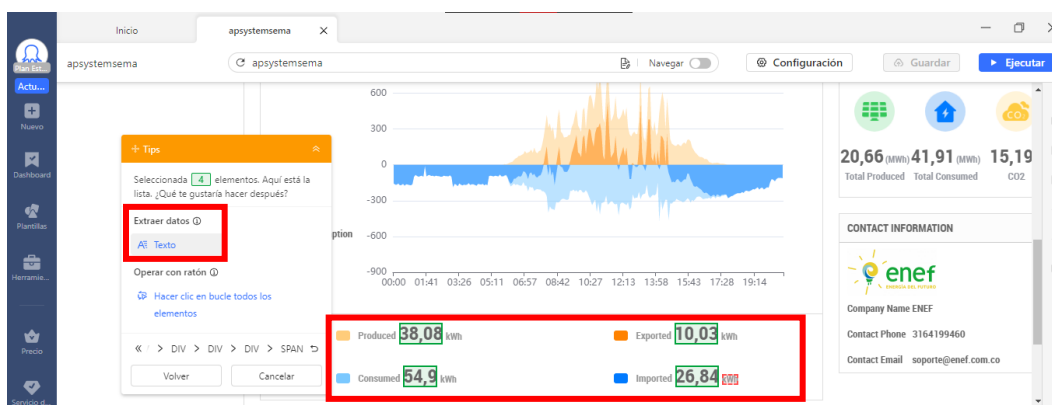 Inicio
apsystemsema
Plan Est...
Actu...
Nuevo
Dashboard
Plantillas
Herramie...
Precio
Servicio d...
apsystemsema
apsystemsema
Navegar
Configuración
Guardar
Ejecutar
Tips
Seleccionada 4 elementos. Aquí está la
lista. ¿Qué te gustaría hacer después?
Extraer datos
Texto
Operar con ratón
Hacer clic en bucle todos los
elementos
> DIV > DIV > DIV > SPAN
Volver
Cancelar
600
300
0
-300
-600
-900
ption
00:00 01:41 03:26 05:11 06:57 08:42 10:27 12:13 13:58 15:43 17:28 19:14
Produced 38,08 kWh
Exported 10,03 kWh
Consumed 54,9 kWh
Imported 26,84 kWh
20,66 (MWh) 41,91 (MWh) 15,19
Total Produced Total Consumed CO2
CONTACT INFORMATION
enef
ENERGÍA DEL FUTURO
Company Name ENEF
Contact Phone 3164199460
Contact Email soporte@enef.com.co